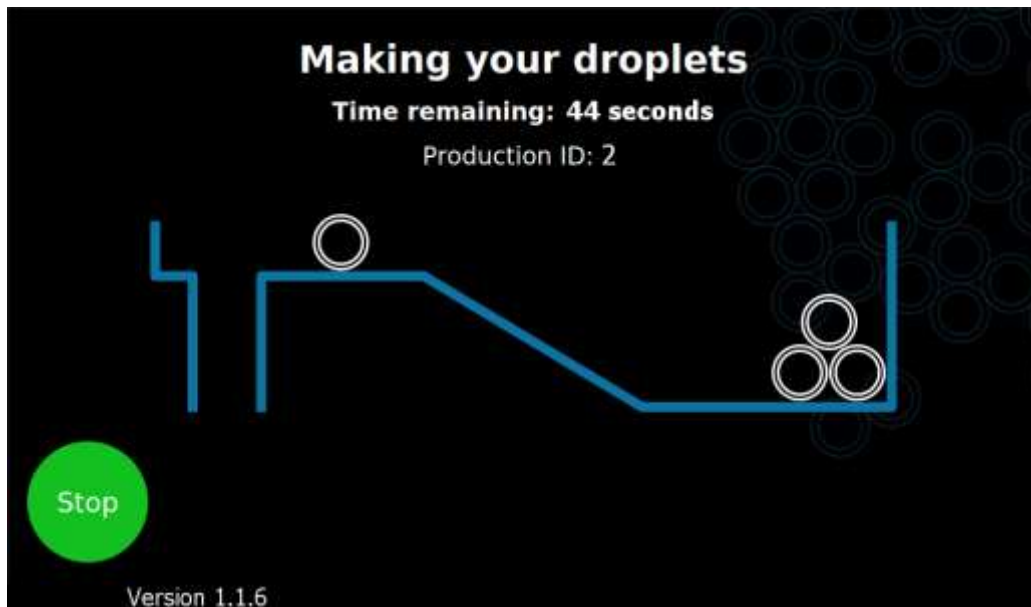 Making your droplets
Time remaining: 44 seconds
Production ID: 2
Stop
Version 1.1.6